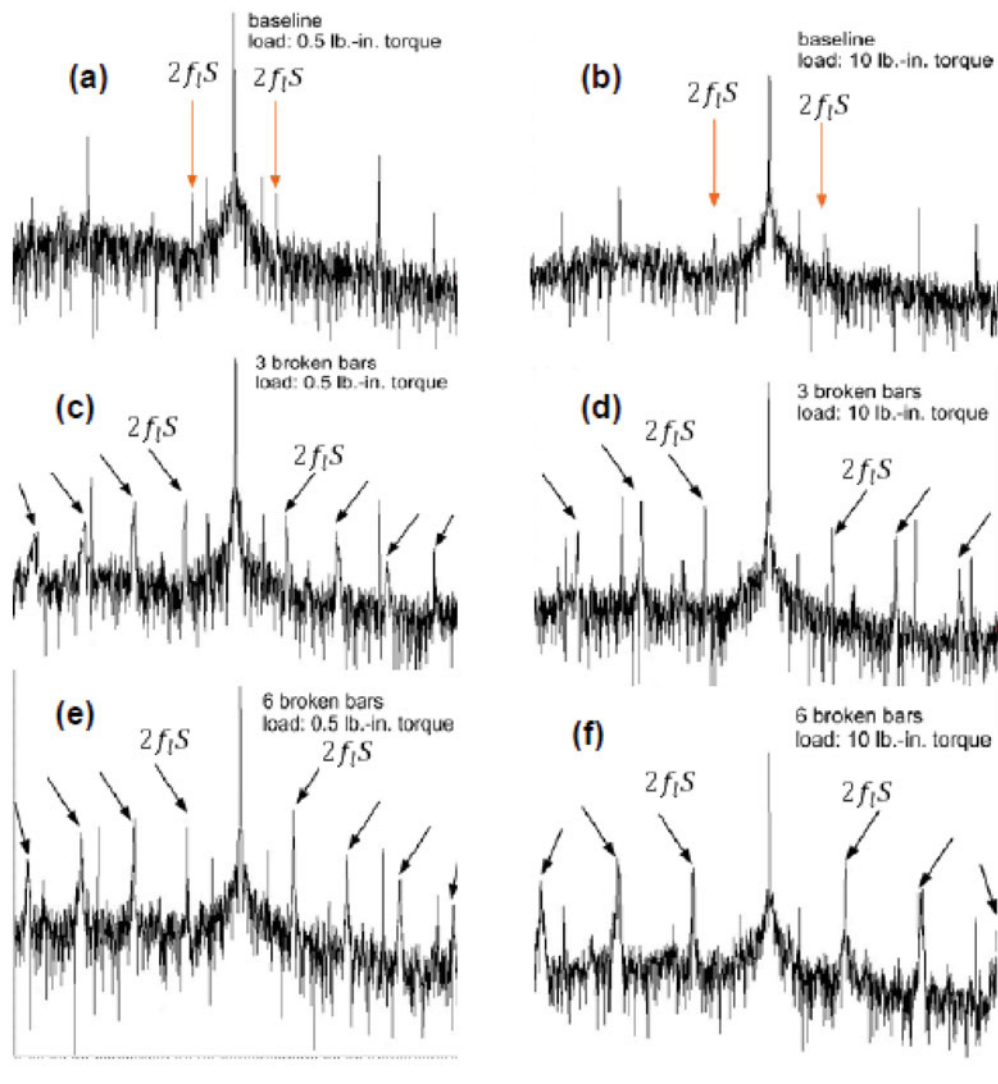 baseline
load: 0.5 lb.-in. torque
(a)
2f_lS
2f_lS
baseline
load: 10 lb.-in. torque
(b)
2f_lS
2f_lS
3 broken bars
load: 0.5 lb.-in. torque
(c)
2f_lS
2f_lS
3 broken bars
load: 10 lb.-in. torque
(d)
2f_lS
2f_lS
6 broken bars
load: 0.5 lb.-in. torque
(e)
2f_lS
2f_lS
6 broken bars
load: 10 lb.-in. torque
(f)
2f_lS
2f_lS